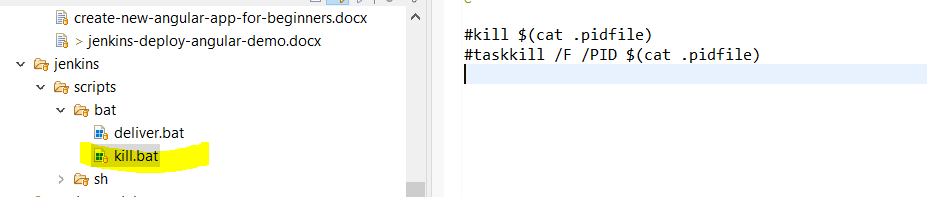 create-new-angular-app-for-beginners.docx
> jenkins-deploy-angular-demo.docx
jenkins
scripts
bat
deliver.bat
kill.bat
sh
#kill $(cat .pidfile)
#taskkill /F /PID $(cat .pidfile)